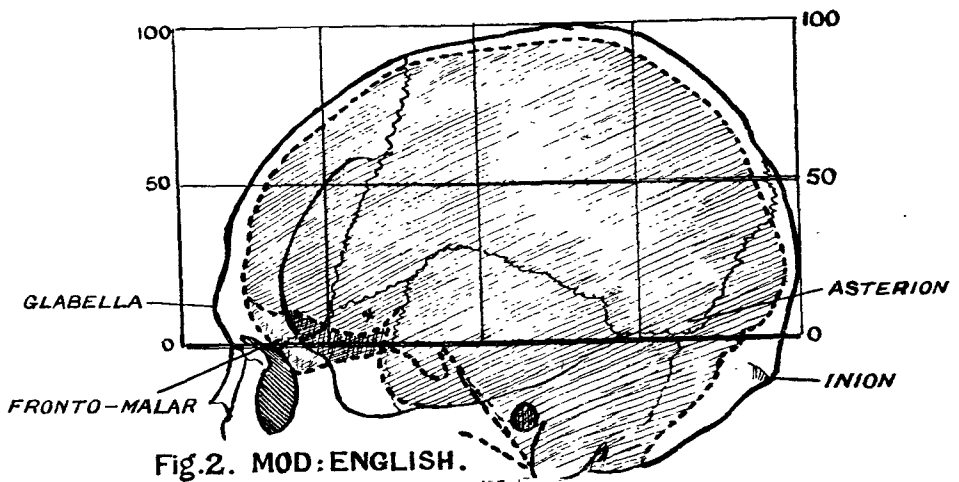 100 100
50 50
GLABELLA
ASTERION
0 0
INION
FRONTO-MALAR
Fig.2. MOD: ENGLISH.